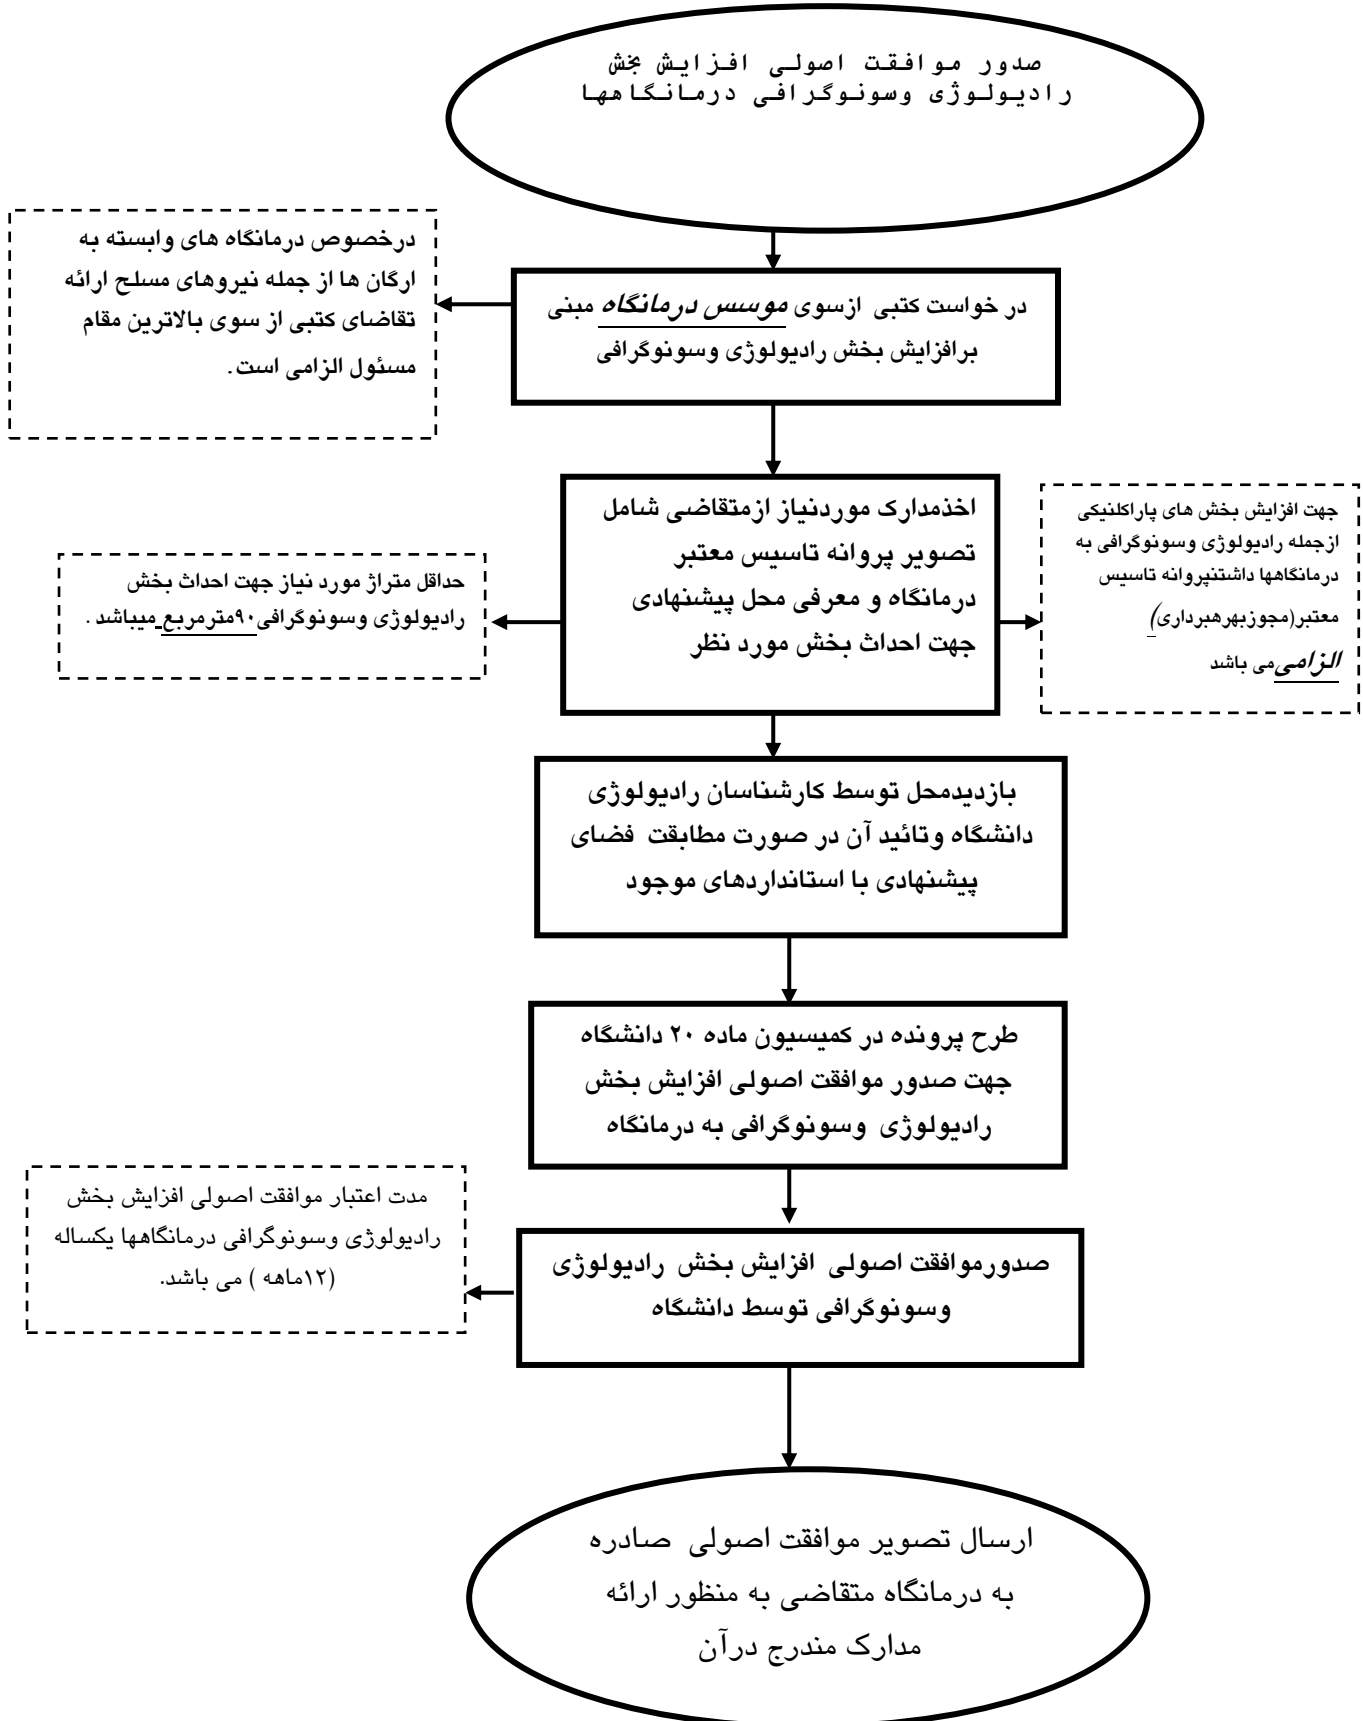 صدور موافقت اصولی افزایش بخش
رادیولوژی وسونوگرافی درمانگاهها
درخصوص درمانگاه های وابسته به
ارگان ها از جمله نیروهای مسلح ارائه
تقاضای کتبی از سوی بالاترین مقام
مسئول الزامی است.
در خواست کتبی ازسوی موسس درمانگاه مبنی
برافزایش بخش رادیولوژی وسونوگرافی
اخذمدارک موردنیاز ازمتقاضی شامل
تصویر پروانه تاسیس معتبر
درمانگاه و معرفی محل پیشنهادی
جهت احداث بخش مورد نظر
جهت افزایش بخش های پاراکلنیکی
ازجمله رادیولوژی وسونوگرافی به
درمانگاهها داشتنپروانه تاسیس
معتبر(مجوزبهرهبرداری)
الزامی می باشد
حداقل متراژ مورد نیاز جهت احداث بخش
رادیولوژی وسونوگرافی۹۰مترمربع میباشد .
بازدیدمحل توسط کارشناسان رادیولوژی
دانشگاه وتائید آن در صورت مطابقت فضای
پیشنهادی با استانداردهای موجود
طرح پرونده در کمیسیون ماده ۲۰ دانشگاه
جهت صدور موافقت اصولی افزایش بخش
رادیولوژی وسونوگرافی به درمانگاه
مدت اعتبار موافقت اصولی افزایش بخش
رادیولوژی وسونوگرافی درمانگاهها یکساله
(۱۲ماهه ) می باشد.
صدورموافقت اصولی افزایش بخش رادیولوژی
وسونوگرافی توسط دانشگاه
ارسال تصویر موافقت اصولی صادره
به درمانگاه متقاضی به منظور ارائه
مدارک مندرج درآن